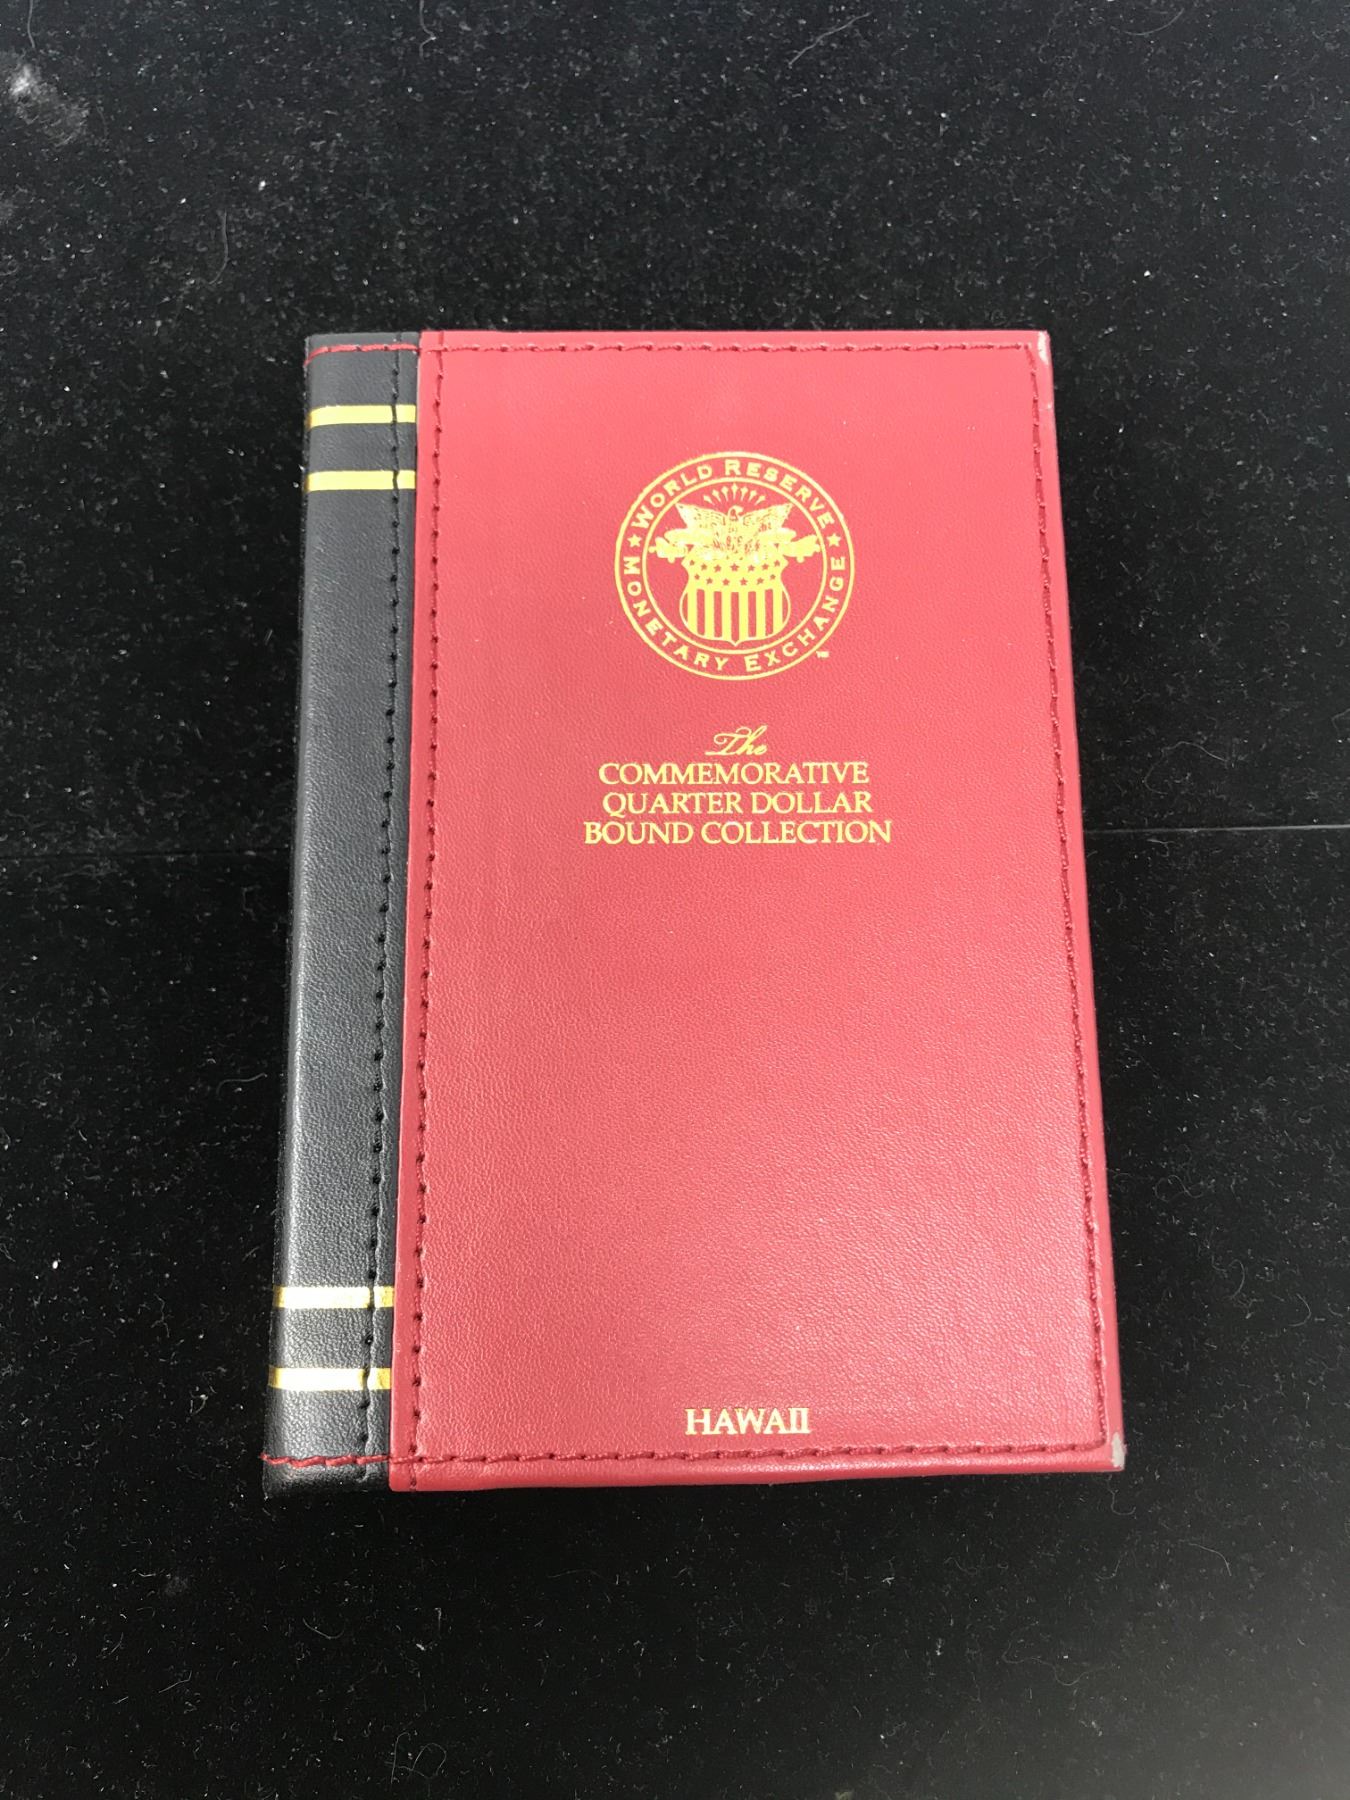 WORLD RESERVE
MONETARY EXCHANGE
The
COMMEMORATIVE
QUARTER DOLLAR
BOUND COLLECTION
HAWAII